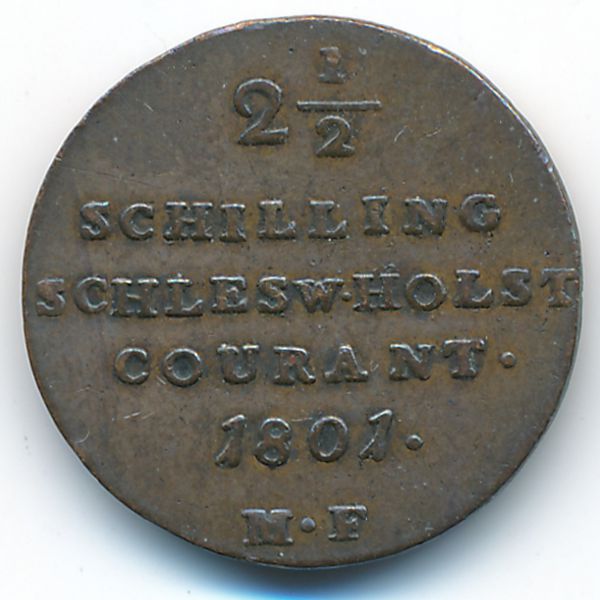 2 1/2
SCHILLING
SCHLESW·HOLST
COURANT·
1801·
M·F